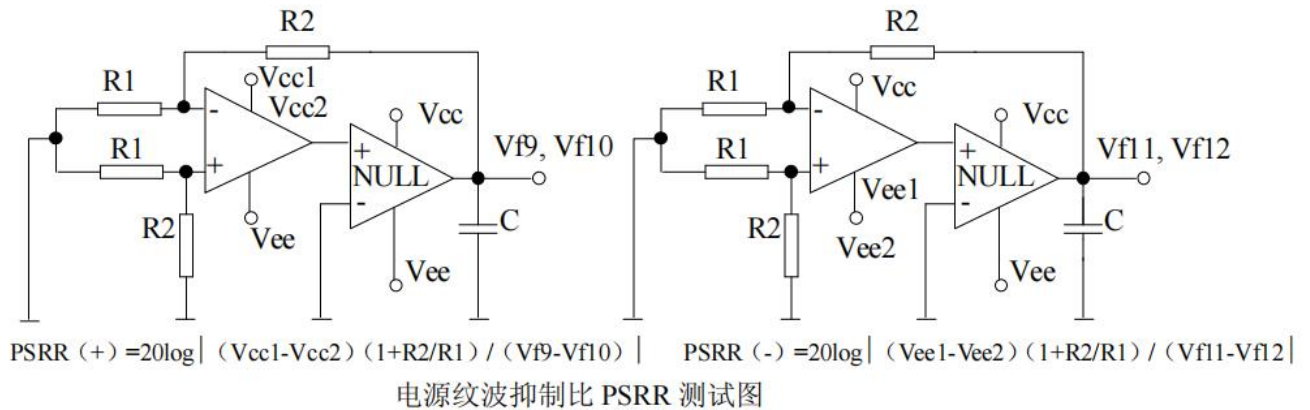 R2
R1
Vcc1
Vcc2
-
Vcc
Vf9, Vf10
R1
+
+
NULL
-
R2
Vee
C
Vee
R2
R1
Vcc
-
Vcc
Vf11, Vf12
R1
+
+
NULL
Vee1
-
R2
Vee2
C
Vee
PSRR（+）=20log|（Vcc1-Vcc2）（1+R2/R1）/（Vf9-Vf10）|
PSRR（-）=20log|（Vee1-Vee2）（1+R2/R1）/（Vf11-Vf12|
电源纹波抑制比 PSRR 测试图